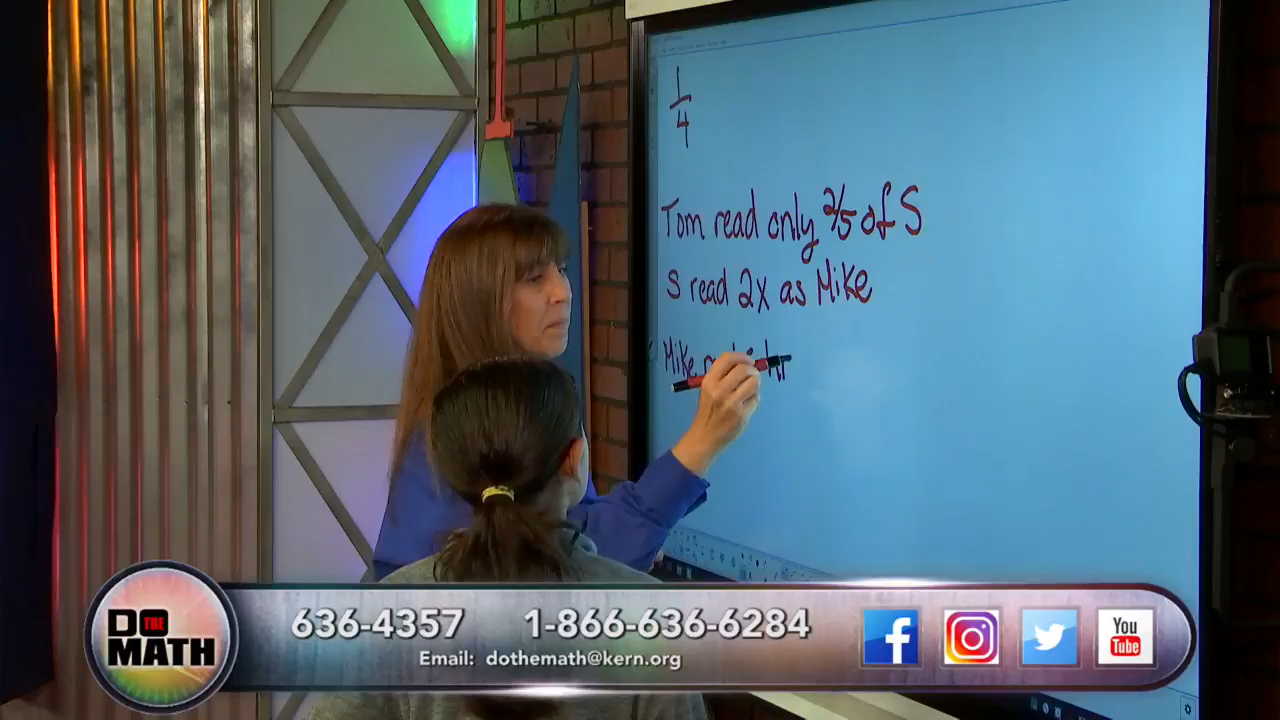 1
4
Tom read only 2/5 of S
S read 2x as Mike
Mike hr
DO THE MATH
636-4357 1-866-636-6284
Email: dothemath@kern.org
You
Tube